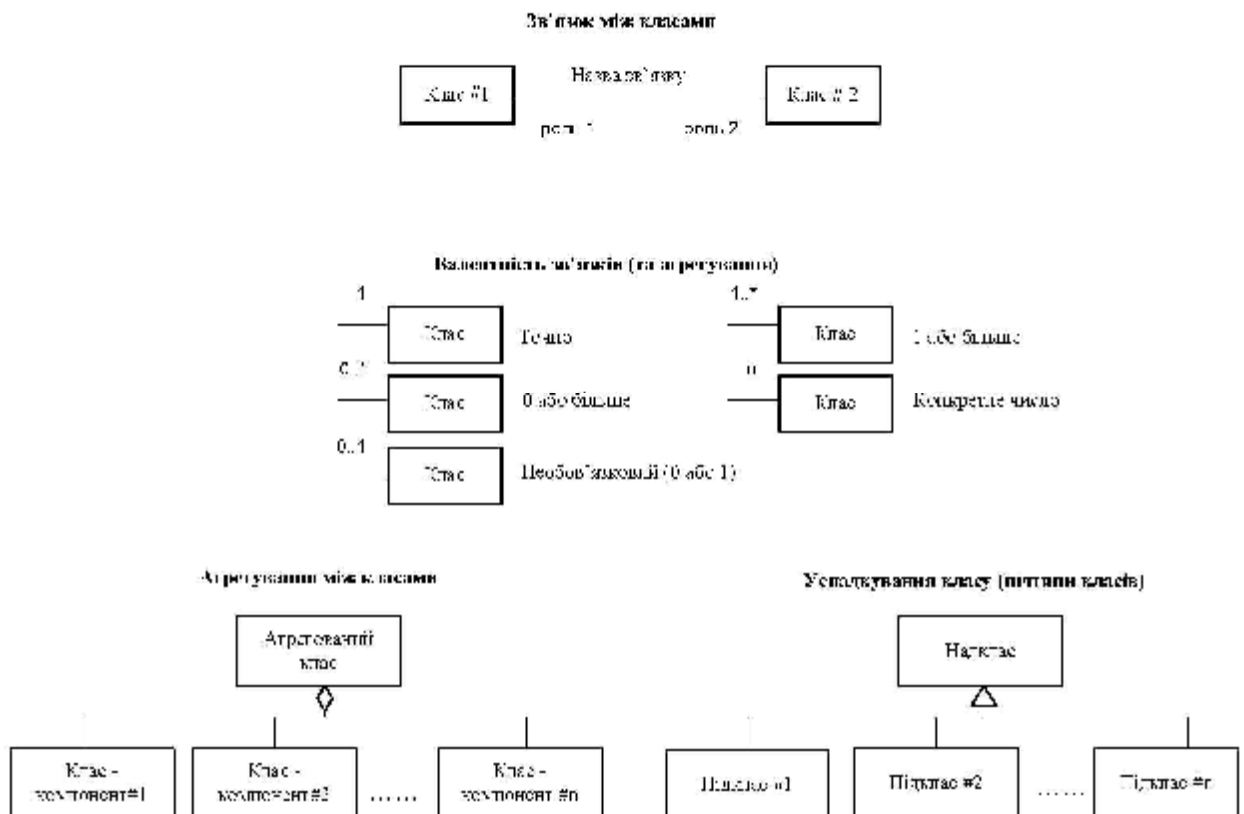 Зв'язок між класами
Назва зв'язку
Клас #1
Клас # 2
роль 1
роль 2
Валентність зв'язків (та агрегування)
1
Клас
Точно
1..*
Клас
1 або більше
0..*
Клас
0 або більше
n
Клас
Конкретне число
0..1
Клас
Необов'язковий (0 або 1)
Агрегування між класами
Успадкування класу (підтипи класів)
Агрегований
клас
Надклас
Клас -
компонент#1
Клас -
компонент#2
......
Клас -
компонент #n
Підклас #1
Підклас #2
......
Підклас #n